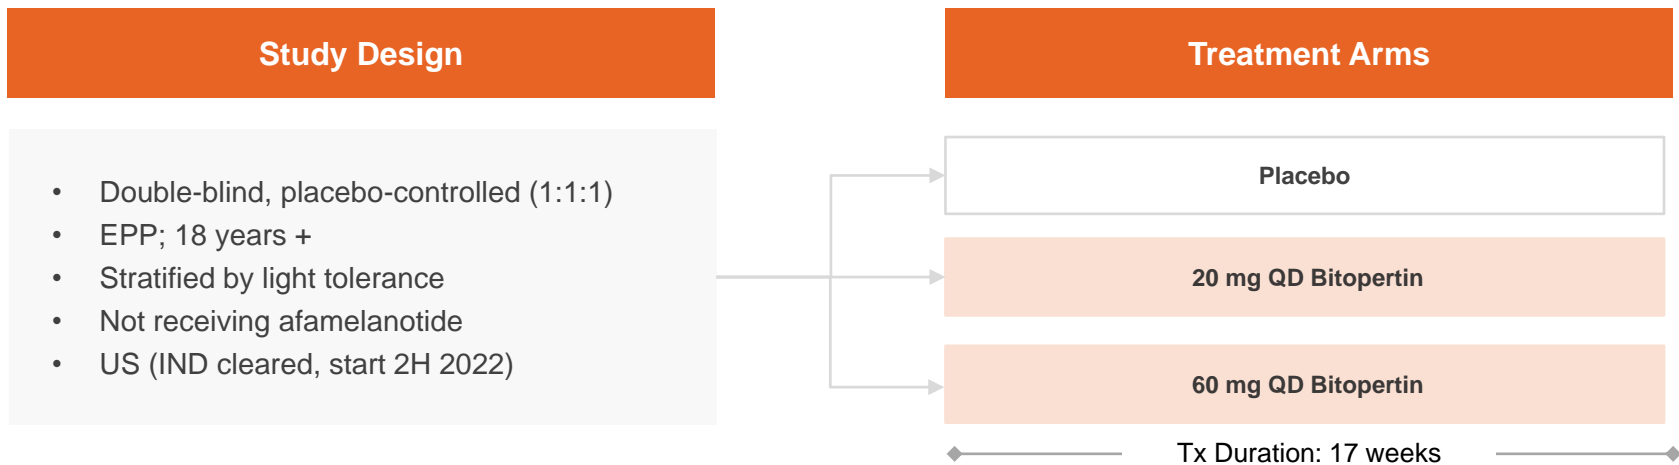 Study Design
• Double-blind, placebo-controlled (1:1:1)
• EPP; 18 years +
• Stratified by light tolerance
• Not receiving afamelanotide
• US (IND cleared, start 2H 2022)
Treatment Arms
Placebo
20 mg QD Bitopertin
60 mg QD Bitopertin
Tx Duration: 17 weeks